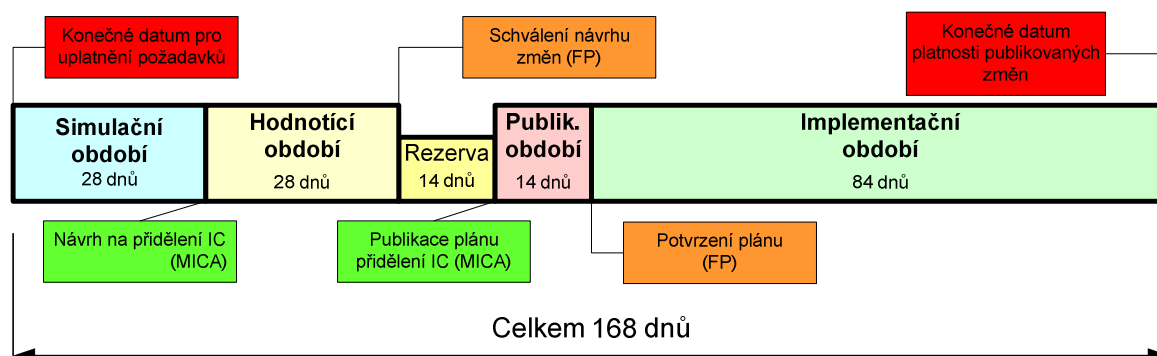 Konečné datum pro
uplatnění požadavků
Schválení návrhu
změn (FP)
Konečné datum
platnosti publikovaných
změn
Simulační
období
28 dnů
Hodnotící
období
28 dnů
Rezerva
14 dnů
Publik.
období
14 dnů
Implementační
období
84 dnů
Návrh na přidělení IC
(MICA)
Publikace plánu
přidělení IC (MICA)
Potvrzení plánu
(FP)
Celkem 168 dnů